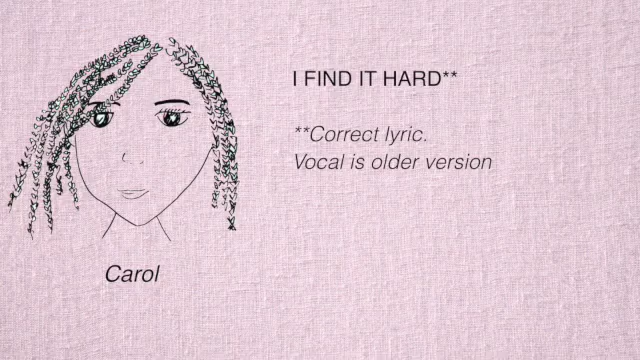 I FIND IT HARD**
**Correct lyric.
Vocal is older version
Carol